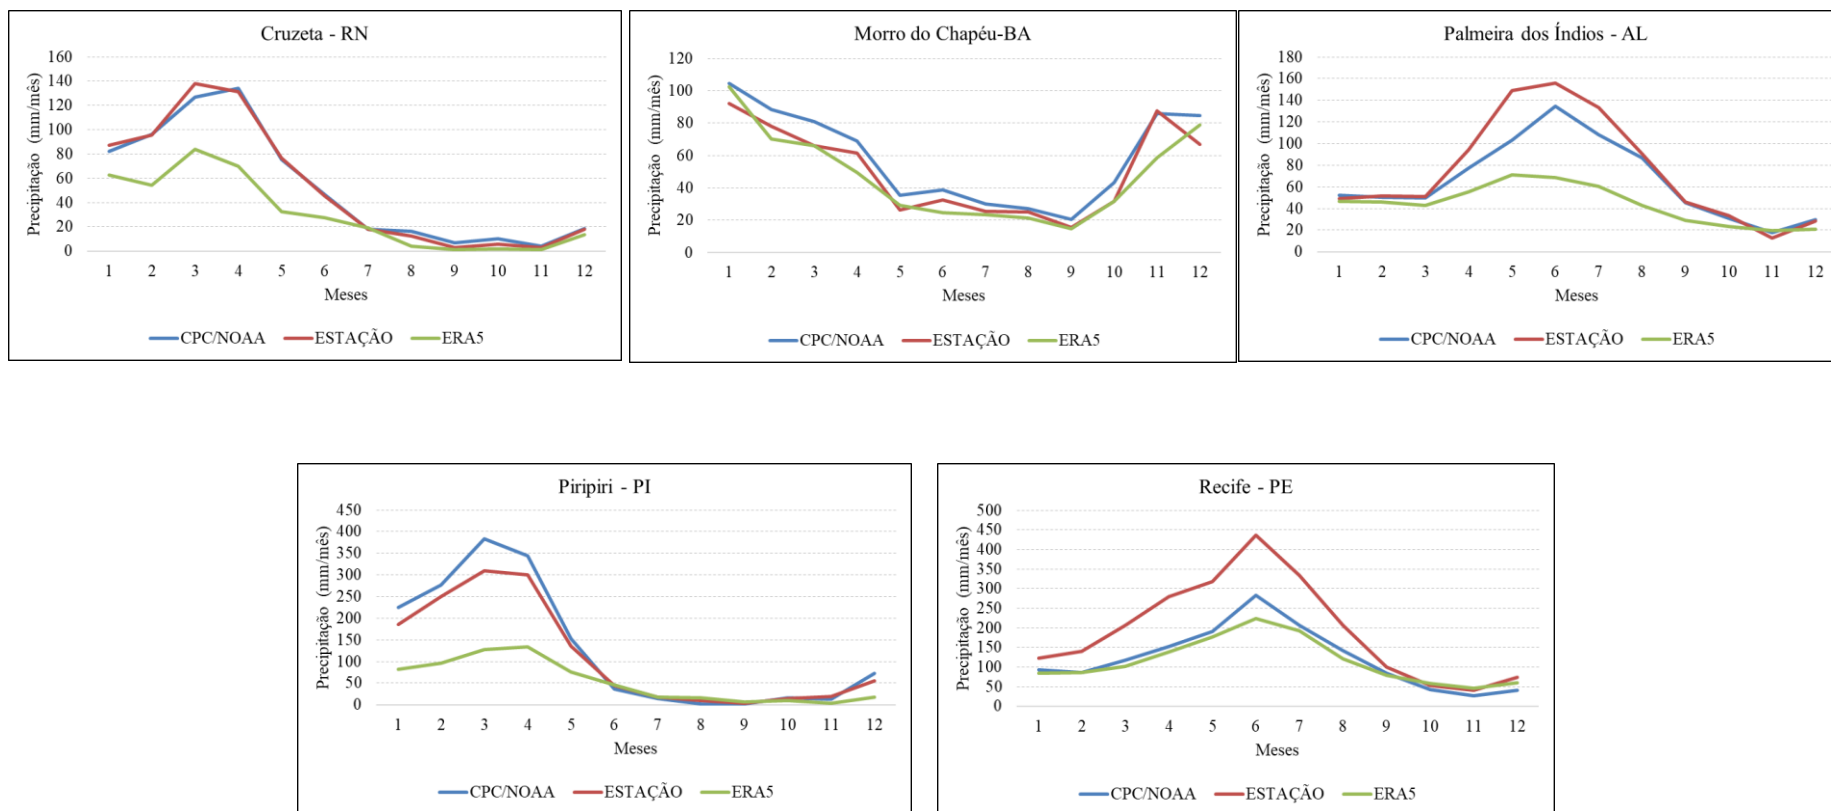 Cruzeta - RN
Precipitação (mm/mês)
160
140
120
100
80
60
40
20
0
1 2 3 4 5 6 7 8 9 10 11 12
Meses
CPC/NOAA ESTAÇÃO ERA5
Morro do Chapéu-BA
Precipitação (mm/mês)
120
100
80
60
40
20
0
1 2 3 4 5 6 7 8 9 10 11 12
Meses
CPC/NOAA ESTAÇÃO ERA5
Palmeira dos Índios - AL
Precipitação (mm/mês)
180
160
140
120
100
80
60
40
20
0
1 2 3 4 5 6 7 8 9 10 11 12
Meses
CPC/NOAA ESTAÇÃO ERA5
Piripiri - PI
Precipitação (mm/mês)
450
400
350
300
250
200
150
100
50
0
1 2 3 4 5 6 7 8 9 10 11 12
Meses
CPC/NOAA ESTAÇÃO ERA5
Recife - PE
Precipitação (mm/mês)
500
450
400
350
300
250
200
150
100
50
0
1 2 3 4 5 6 7 8 9 10 11 12
Meses
CPC/NOAA ESTAÇÃO ERA5